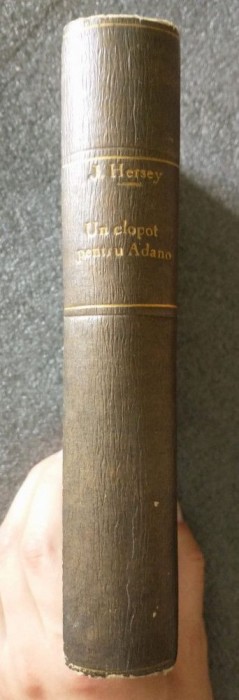 J. Hersey
Un clopot
pentru Adano